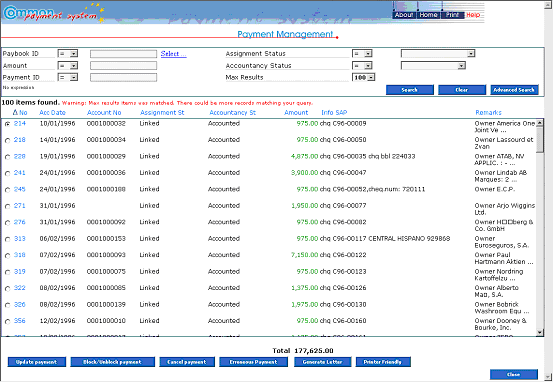 Common
payment system
About Home Print Help
Payment Management
Paybook ID = Select ... Assignment Status =
Amount = Accountancy Status =
Payment ID = Max Results 100
No expression
Search Clear Advanced Search
100 items found. Warning: Max results items was matched. There could be more records matching your query.
No Acc Date Account No Assignment St Accountancy St Amount Info SAP Remarks
214 10/01/1996 0001000032 Linked Accounted 975.00 chq C96-00009 Owner America One
Joint Ve ...
218 14/01/1996 0001000034 Linked Accounted 975.00 chq C96-00050 Owner Lassourd et
Zvan
228 19/01/1996 0001000029 Linked Accounted 4,875.00 chq C96-00035 chq bbl 224033 Owner ATAB, NV
APPLIC. : - ...
241 24/01/1996 0001000036 Linked Accounted 3,900.00 chq C96-00047 Owner Lindab AB
Marques: 2 ...
245 24/01/1996 0001000188 Linked Accounted 975.00 chq C96-00052,cheq.num: 720111 Owner E.C.P.
271 31/01/1996 Linked Accounted 1,950.00 chq C96-00077 Owner Arjo Wiggins
Ltd.
276 31/01/1996 0001000092 Linked Accounted 975.00 chq C96-00082 Owner H□□berg &
Co. GmbH
313 06/02/1996 0001000153 Linked Accounted 975.00 chq C96-00117 CENTRAL HISPANO 929868 Owner
Euroseguros, S.A.
318 07/02/1996 0001000093 Linked Accounted 7,150.00 chq C96-00122 Owner Paul
Hartmann Aktien ...
319 07/02/1996 0001000075 Linked Accounted 975.00 chq C96-00123 Owner Nordring
Kartoffelzu ...
322 08/02/1996 0001000085 Linked Accounted 1,375.00 chq C96-00126 Owner Alberto
Mati, S.A.
326 08/02/1996 0001000139 Linked Accounted 1,975.00 chq C96-00130 Owner Bobrick
Washroom Equ ...
356 12/02/1996 0001000010 Linked Accounted 975.00 chq C96-00160 Owner Dooney &
Bourke, Inc.
Total 177,625.00
Update payment Block/Unblock payment Cancel payment Erroneous Payment Generate Letter Printer Friendly
Close